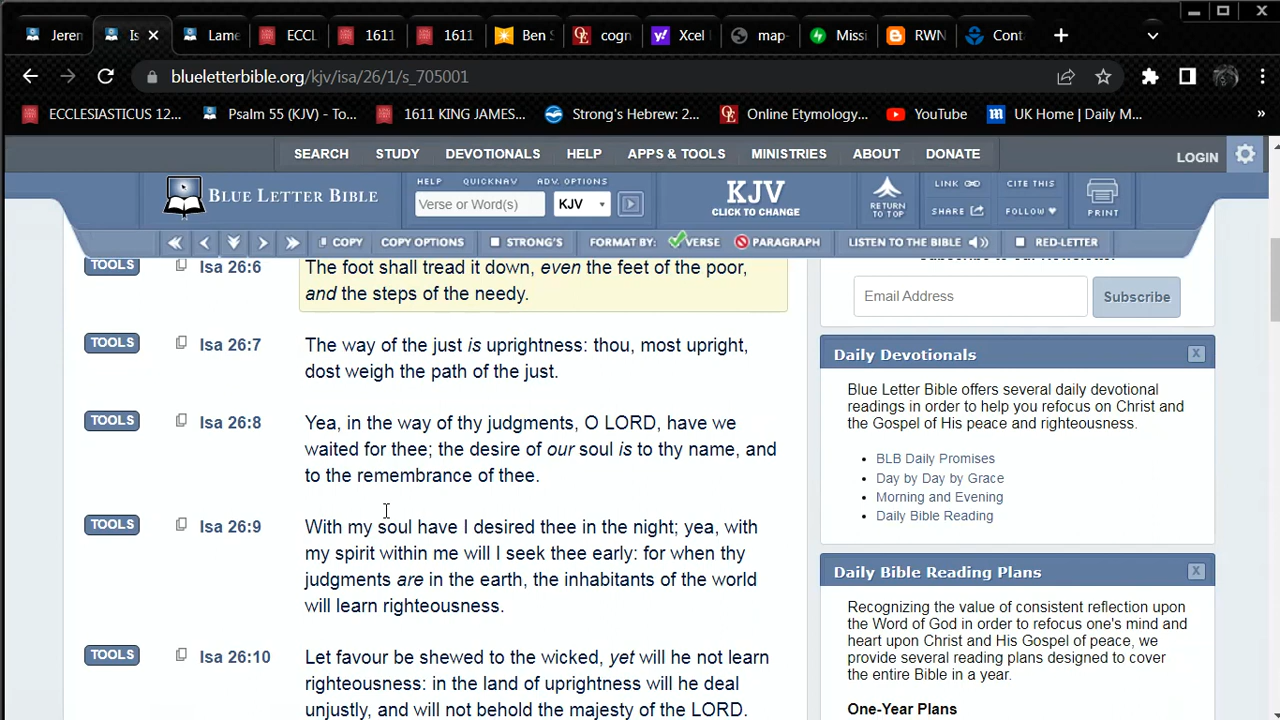 Jerem
Is
Lame
ECCL
1611
1611
Ben S
cogn
Xcel
map-
Missi
RWN
Conta
blueletterbible.org/kjv/isa/26/1/s_705001
ECCLESIASTICUS 12...
Psalm 55 (KJV) - To...
1611 KING JAMES...
Strong's Hebrew: 2...
Online Etymology...
YouTube
UK Home | Daily M...
»
SEARCH STUDY DEVOTIONALS HELP APPS & TOOLS MINISTRIES ABOUT DONATE LOGIN
BLUE LETTER BIBLE
HELP QUICKNAV ADV. OPTIONS
Verse or Word(s) KJV
KJV
CLICK TO CHANGE
RETURN
TO TOP
LINK
SHARE
CITE THIS
FOLLOW
PRINT
COPY COPY OPTIONS STRONG'S FORMAT BY: VERSE PARAGRAPH LISTEN TO THE BIBLE RED-LETTER
TOOLS Isa 26:6 The foot shall tread it down, even the feet of the poor,
and the steps of the needy.
TOOLS Isa 26:7 The way of the just is uprightness: thou, most upright,
dost weigh the path of the just.
TOOLS Isa 26:8 Yea, in the way of thy judgments, O LORD, have we
waited for thee; the desire of our soul is to thy name, and
to the remembrance of thee.
TOOLS Isa 26:9 With my soul have I desired thee in the night; yea, with
my spirit within me will I seek thee early: for when thy
judgments are in the earth, the inhabitants of the world
will learn righteousness.
TOOLS Isa 26:10 Let favour be shewed to the wicked, yet will he not learn
righteousness: in the land of uprightness will he deal
unjustly, and will not behold the majesty of the LORD.
Email Address Subscribe
Daily Devotionals X
Blue Letter Bible offers several daily devotional
readings in order to help you refocus on Christ and
the Gospel of His peace and righteousness.
BLB Daily Promises
Day by Day by Grace
Morning and Evening
Daily Bible Reading
Daily Bible Reading Plans X
Recognizing the value of consistent reflection upon
the Word of God in order to refocus one's mind and
heart upon Christ and His Gospel of peace, we
provide several reading plans designed to cover
the entire Bible in a year.
One-Year Plans